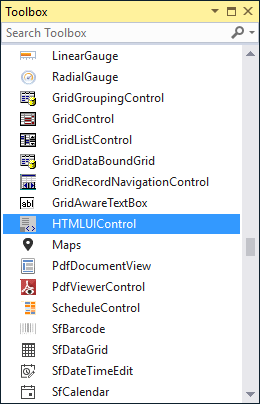 Toolbox
Search Toolbox
LinearGauge
RadialGauge
GridGroupingControl
GridControl
GridListControl
GridDataBoundGrid
GridRecordNavigationControl
abl GridAwareTextBox
HTMLUIControl
Maps
PdfDocumentView
PdfViewerControl
ScheduleControl
SfBarcode
SfDataGrid
SfDateTimeEdit
SfCalendar